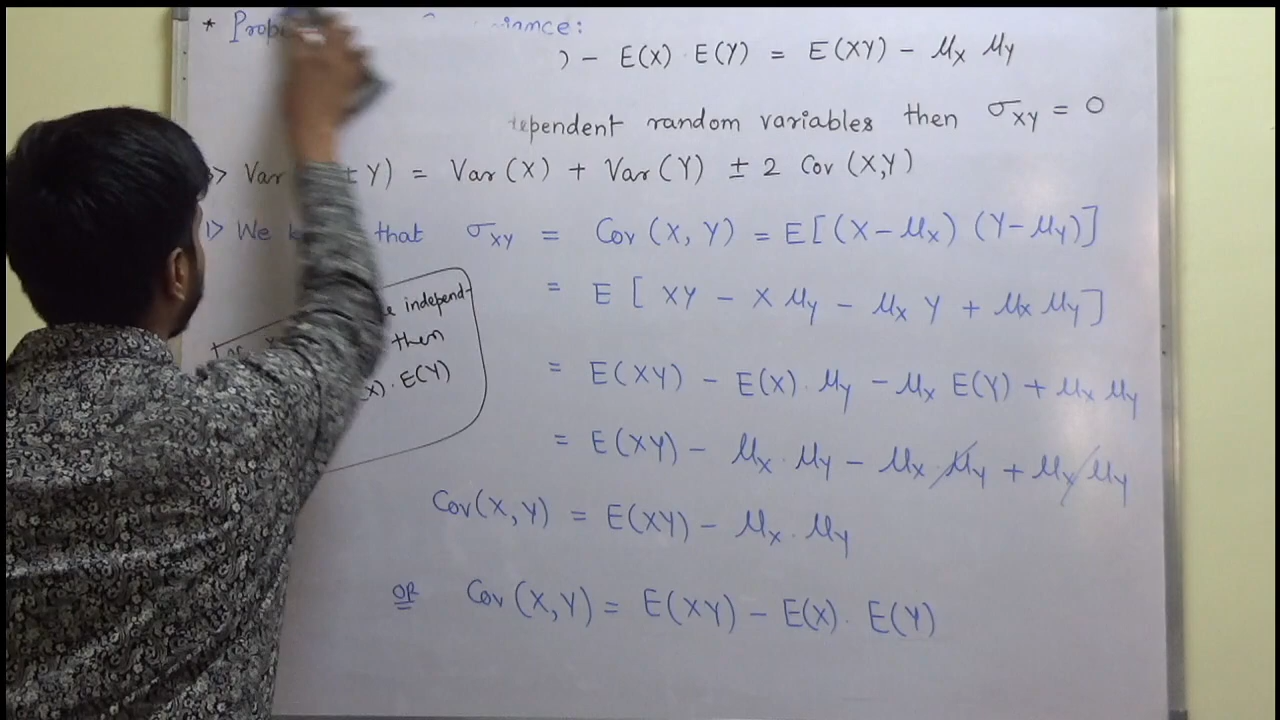 *
) - E(X) · E(Y) = E(XY) - μx μy
random variables then σxy = 0
Var Y) = Var(X) + Var(Y) ± 2 Cov(X,Y)
1> We that σxy = Cov(X, Y) = E[(X-μx) (Y-μy)]
= E [ XY - X μy - μx Y + μx μy]
independ-
then
· E(Y)
= E(XY) - E(X) · μy - μx E(Y) + μx μy
= E(XY) - μx · μy - μx · μy + μx μy
Cov(X, Y) = E(XY) - μx · μy
OR Cov(X,Y) = E(XY) - E(X) · E(Y)